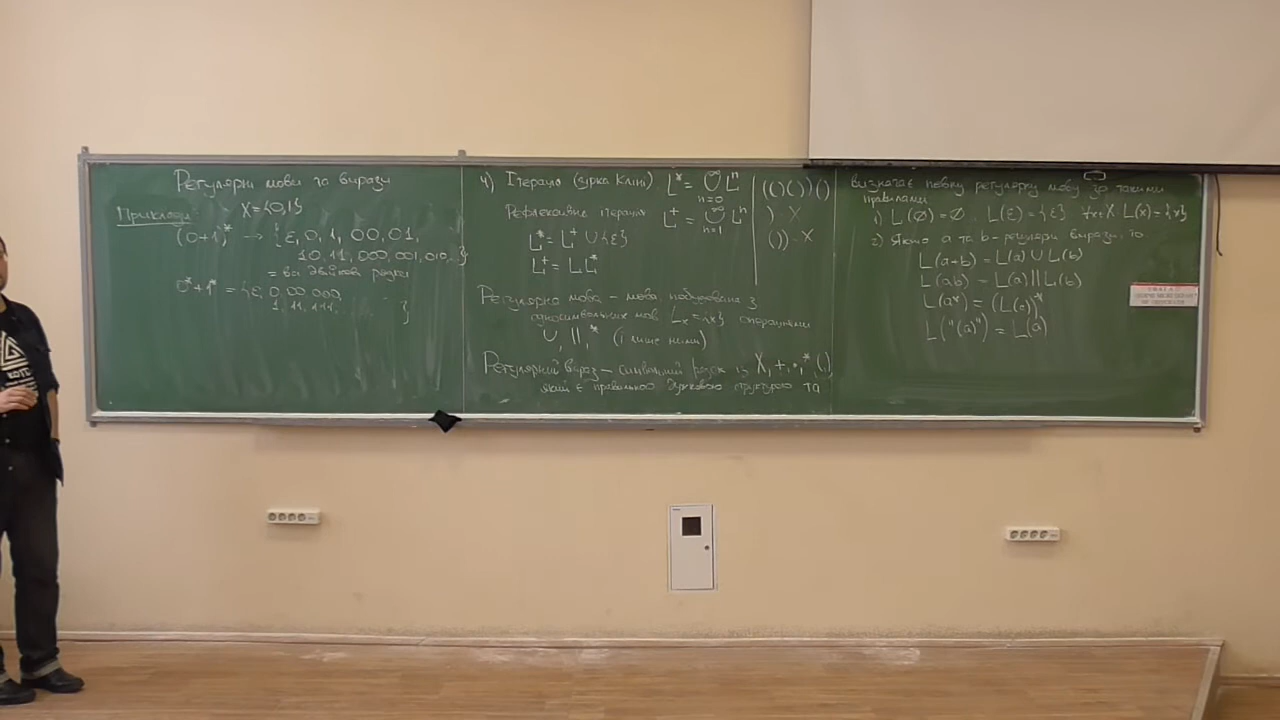 Регулярні мови та вирази
Приклади: X={0,1}
(0+1)* → {ε, 0, 1, 00, 01,
10, 11, 000, 001, 010..}
= всі двійкові рядки
0*+1* = {ε, 0, 00, 000,
1, 11, 111, }
4) Ітерація (зірка Кліні) L* = ∪ Lⁿ
n=0
∞
Рефлексивне ітерація L⁺ = ∪ Lⁿ
n=1
∞
L* = L⁺ ∪ {ε}
L⁺ = LL*
(()())()
) X
()) - X
Регулярна мова – мова, побудована з
односимвольних мов Lₓ={x} операціями
∪, ||, * (і лише ними)
Регулярний вираз – символьний рядок із X, +, ·, * (),
який є правильною дужковою структурою та
визначає певну регулярну мову за такими
правилами
1) L(∅)=∅ . L(ε)={ε} ∀x∈X: L(x)={x}
2) Якщо a та b – регулярні вирази, то
L(a+b) = L(a) ∪ L(b)
L(ab) = L(a) || L(b)
L(a*) = (L(a))*
L("(a)") = L(a)
УВАГА